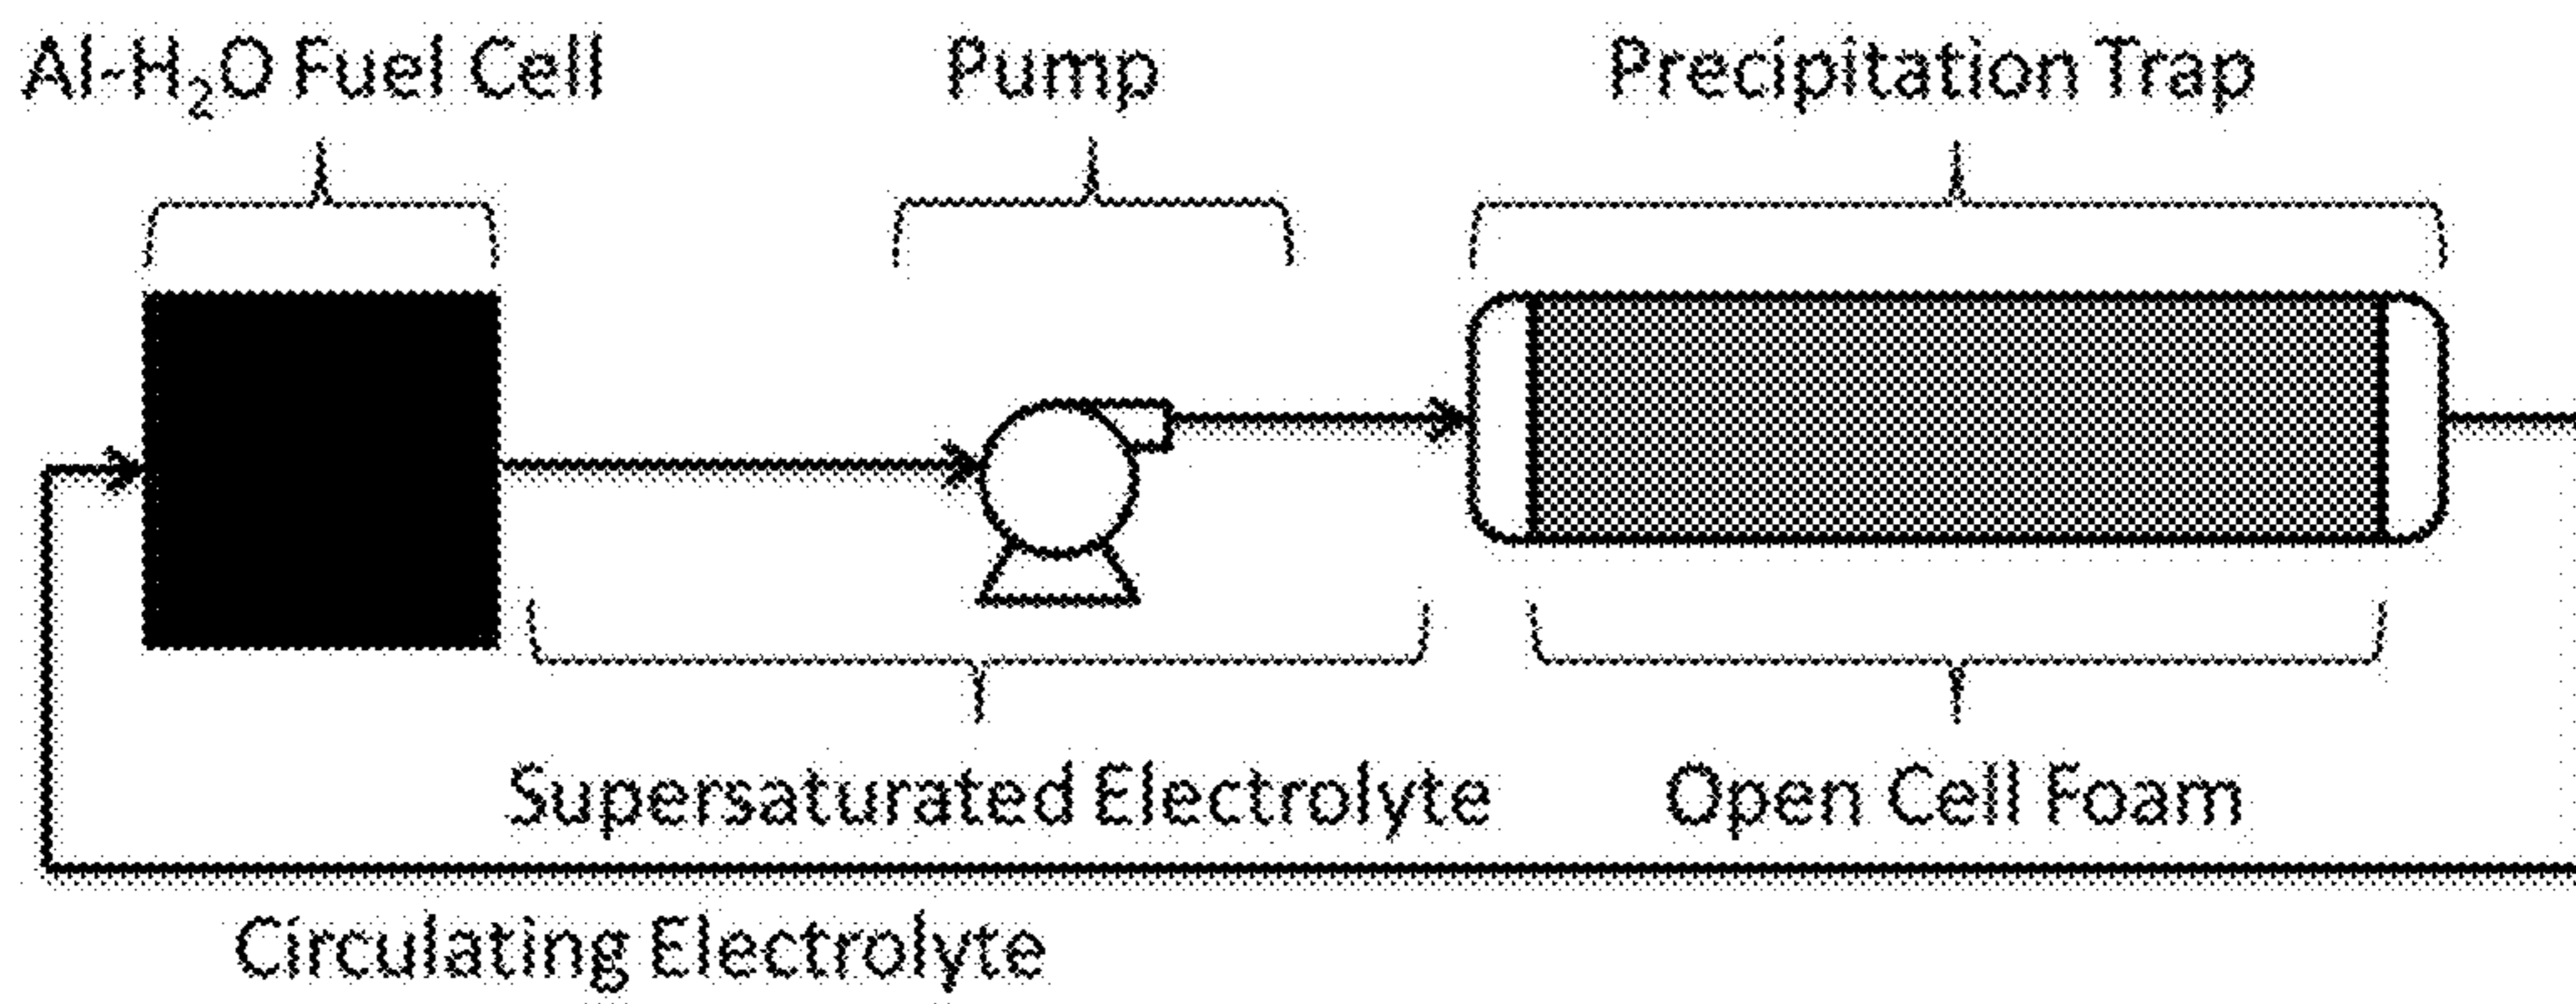 Al-H₂O Fuel Cell
Pump
Precipitation Trap
Supersaturated Electrolyte
Open Cell Foam
Circulating Electrolyte